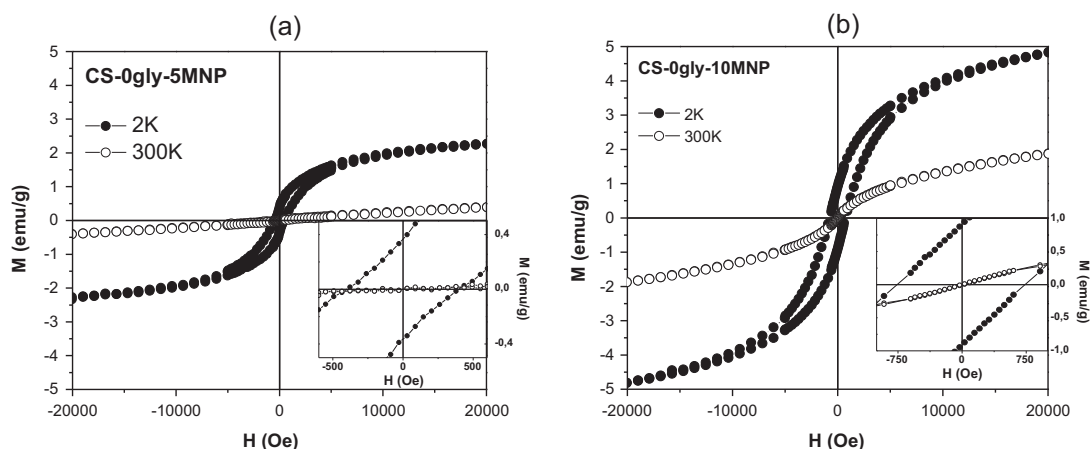 (a)
CS-0gly-5MNP
2K
300K
M (emu/g)
5
4
3
2
1
0
-1
-2
-3
-4
-5
-20000 -10000 0 10000 20000
H (Oe)
0,4
0,0
-0,4
M (emu/g)
-500 0 500
H (Oe)
(b)
CS-0gly-10MNP
2K
300K
M (emu/g)
5
4
3
2
1
0
-1
-2
-3
-4
-5
-20000 -10000 0 10000 20000
H (Oe)
1,0
0,5
0,0
-0,5
-1,0
M (emu/g)
-750 0 750
H (Oe)